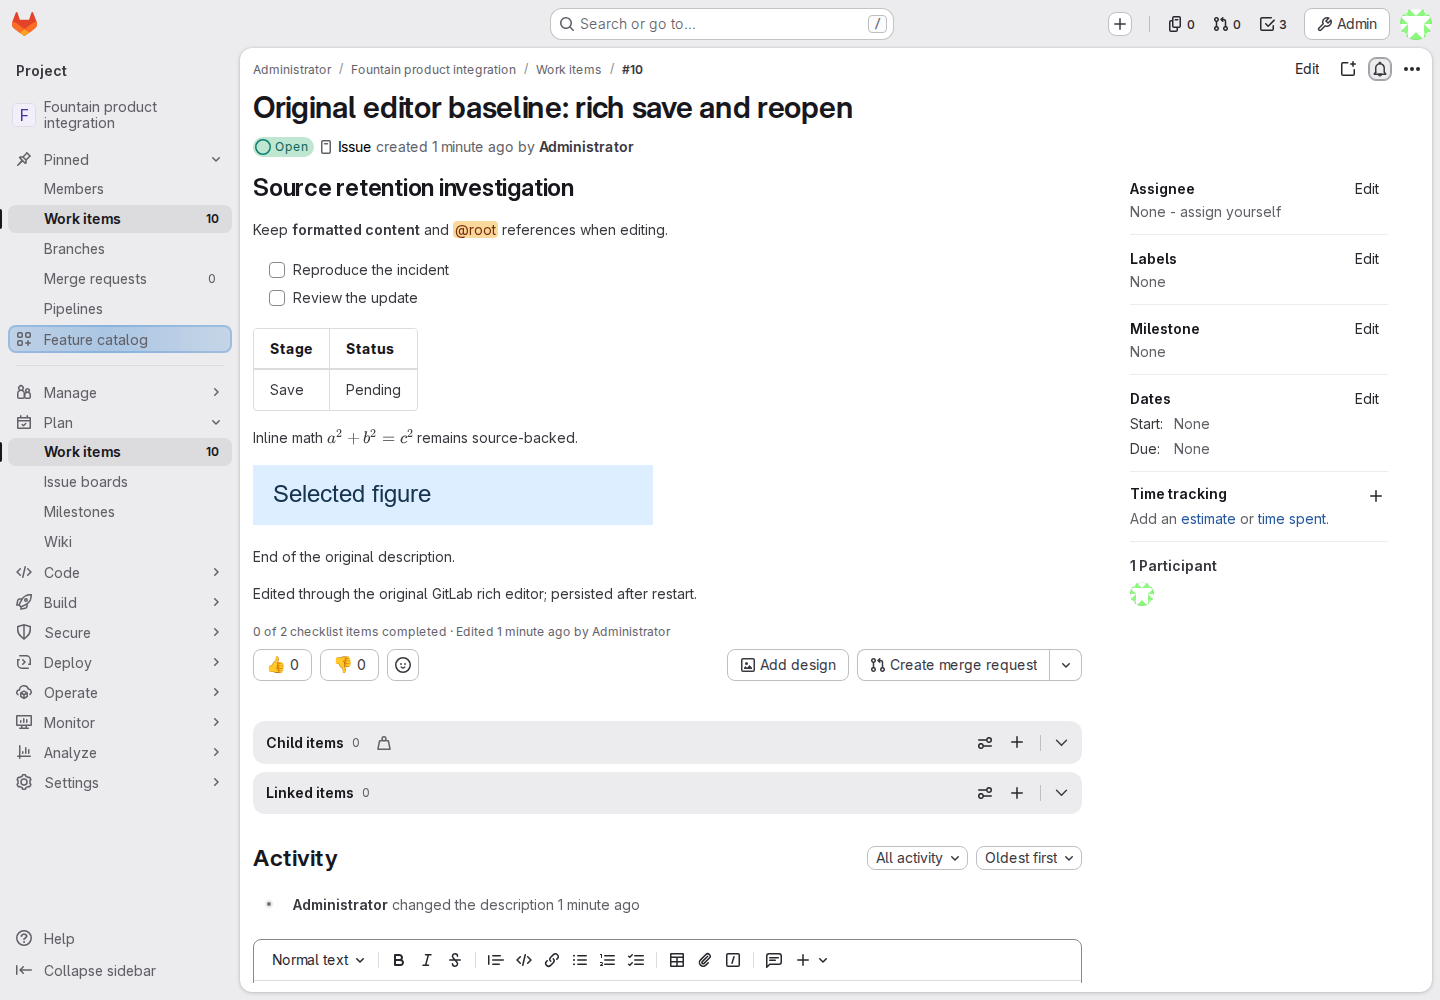 Search or go to...
/
0
0
3
Admin
Project
F
Fountain product
integration
Pinned
Members
Work items 10
Branches
Merge requests 0
Pipelines
Feature catalog
Manage
Plan
Work items 10
Issue boards
Milestones
Wiki
Code
Build
Secure
Deploy
Operate
Monitor
Analyze
Settings
Help
Collapse sidebar
Administrator / Fountain product integration / Work items / #10
Edit
Original editor baseline: rich save and reopen
Open Issue created 1 minute ago by Administrator
Source retention investigation
Keep formatted content and @root references when editing.
Reproduce the incident
Review the update
Stage Status
Save Pending
Inline math a² + b² = c² remains source-backed.
Selected figure
End of the original description.
Edited through the original GitLab rich editor; persisted after restart.
0 of 2 checklist items completed · Edited 1 minute ago by Administrator
👍 0 👎 0 Add design Create merge request
Child items 0
Linked items 0
Activity All activity Oldest first
Administrator changed the description 1 minute ago
Normal text B I S
Assignee Edit
None - assign yourself
Labels Edit
None
Milestone Edit
None
Dates Edit
Start: None
Due: None
Time tracking
Add an estimate or time spent.
1 Participant